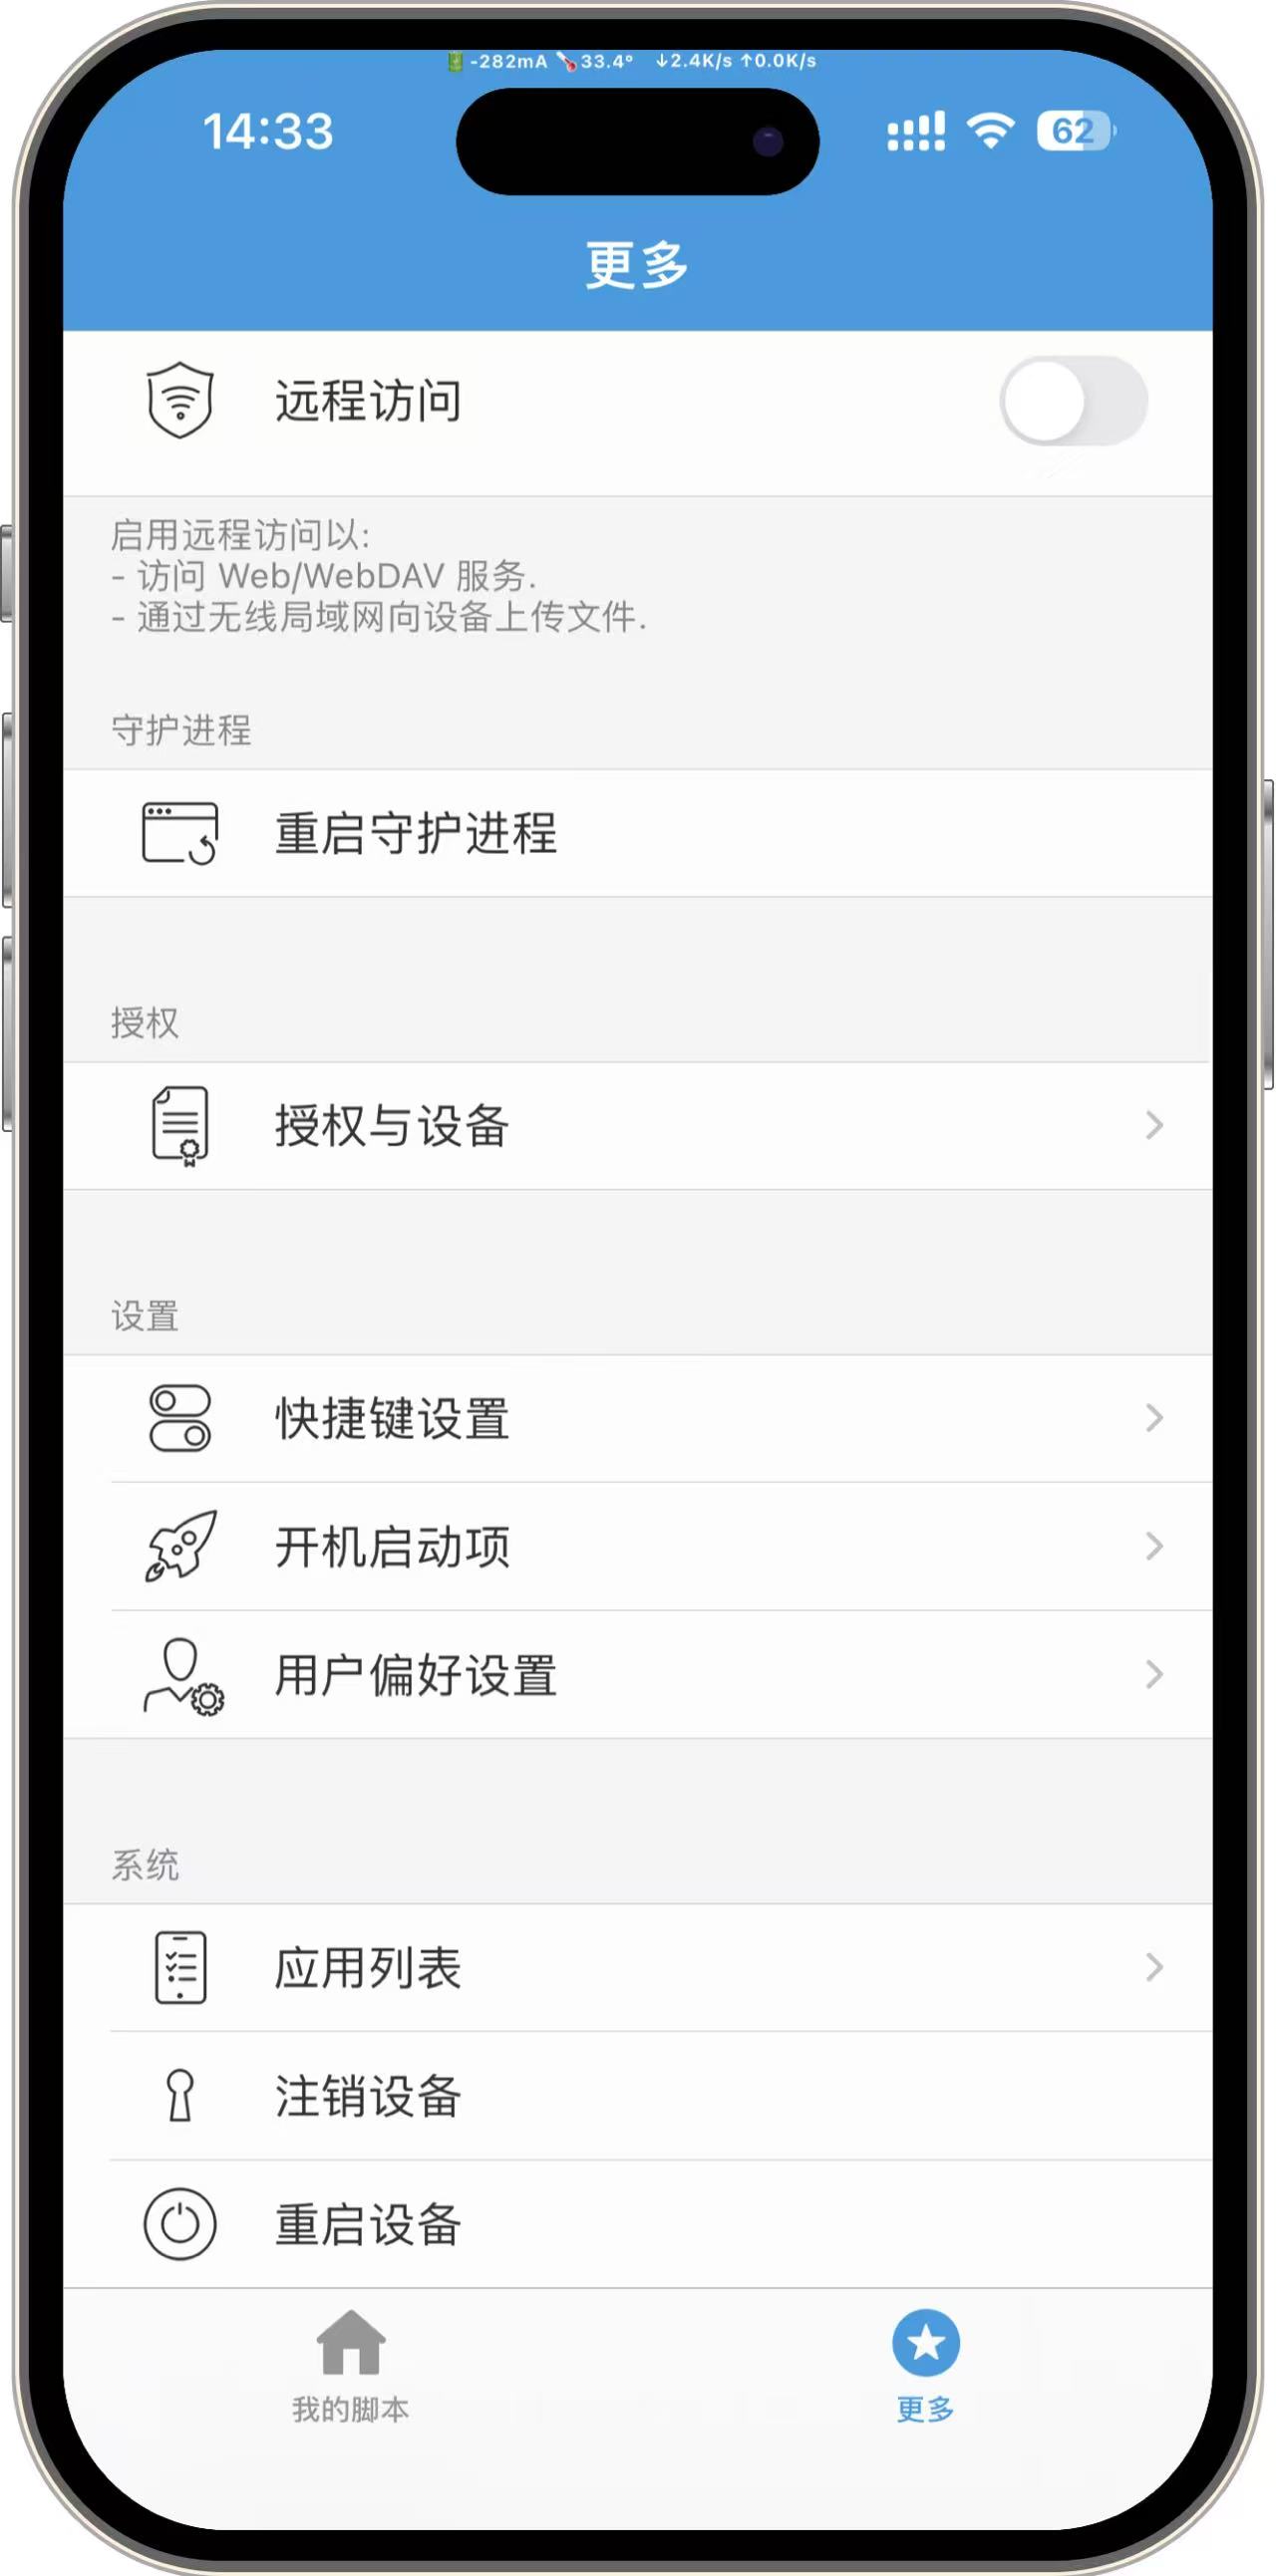 -282mA 33.4° ↓2.4K/s ↑0.0K/s
14:33 62
更多
远程访问
启用远程访问以:
- 访问 Web/WebDAV 服务.
- 通过无线局域网向设备上传文件.
守护进程
重启守护进程
授权
授权与设备
设置
快捷键设置
开机启动项
用户偏好设置
系统
应用列表
注销设备
重启设备
我的脚本 更多